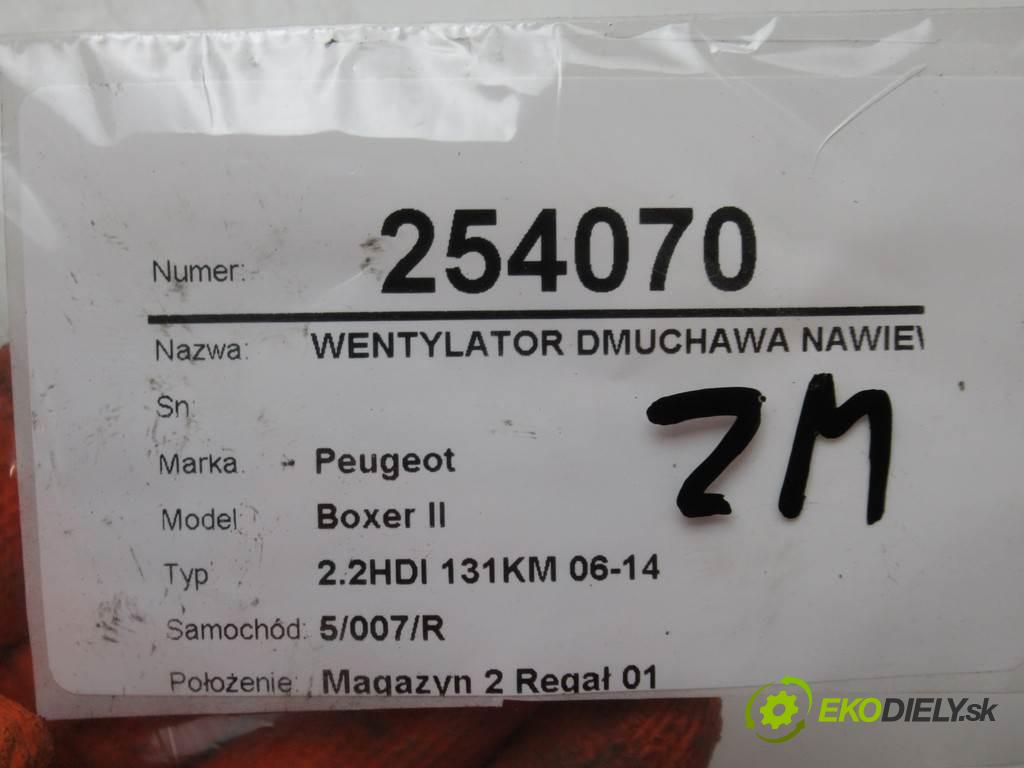 Numer: 254070
Nazwa: WENTYLATOR DMUCHAWA NAWIEW
Sn:
ZM
Marka: Peugeot
Model: Boxer II
Typ 2.2HDI 131KM 06-14
Samochód: 5/007/R
Położenie: Magazyn 2 Regał 01
EKODIELY.sk